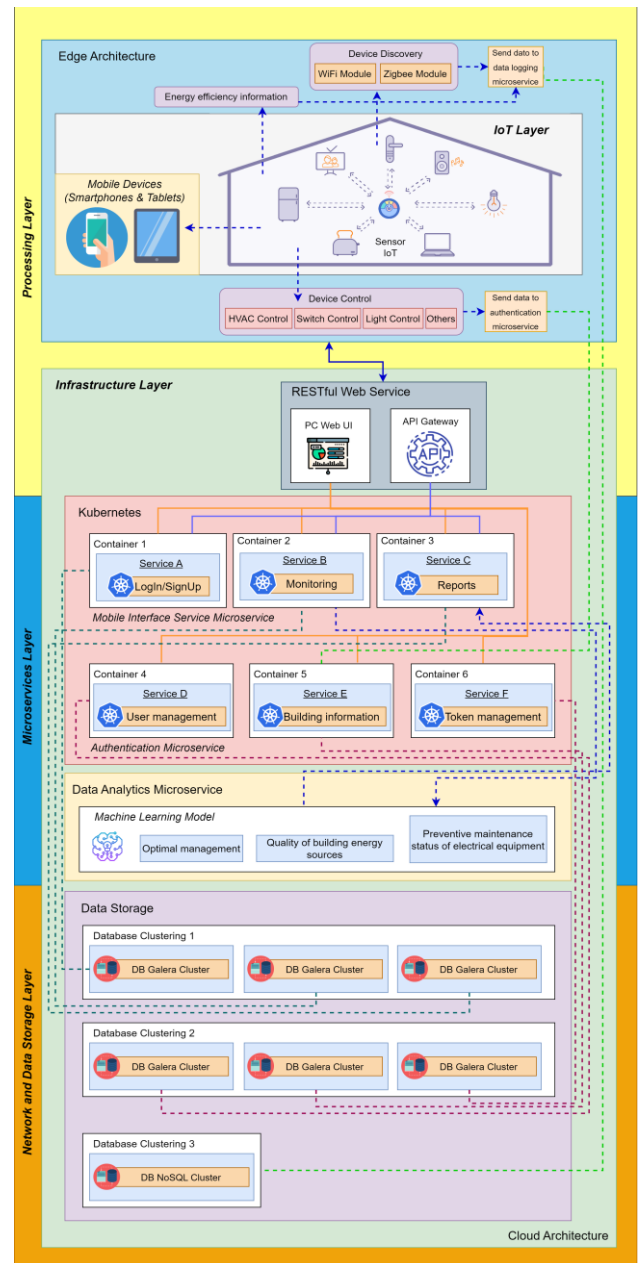 Edge Architecture
Device Discovery
WiFi Module
Zigbee Module
Send dato to
data logging
microservice
Energy efficiency information
IoT Layer
Mobile Devices
(Smartphones & Tablets)
Sensor
IoT
Processing Layer
Device Control
HVAC Control
Switch Control
Light Control
Others
Send data to
authentication
microservice
Infrastructure Layer
RESTful Web Service
PC Web UI
API Gateway
API
Microservices Layer
Kubernetes
Container 1
Service A
LogIn/SignUp
Container 2
Service B
Monitoring
Container 3
Service C
Reports
Mobile Interface Service Microservice
Container 4
Service D
User management
Container 5
Service E
Building information
Container 6
Service F
Token management
Authentication Microservice
Data Analytics Microservice
Machine Learning Model
Optimal management
Quality of building energy
sources
Preventive maintenance
status of electrical equipment
Network and Data Storage Layer
Data Storage
Database Clustering 1
DB Galera Cluster
DB Galera Cluster
DB Galera Cluster
Database Clustering 2
DB Galera Cluster
DB Galera Cluster
DB Galera Cluster
Database Clustering 3
DB NoSQL Cluster
Cloud Architecture